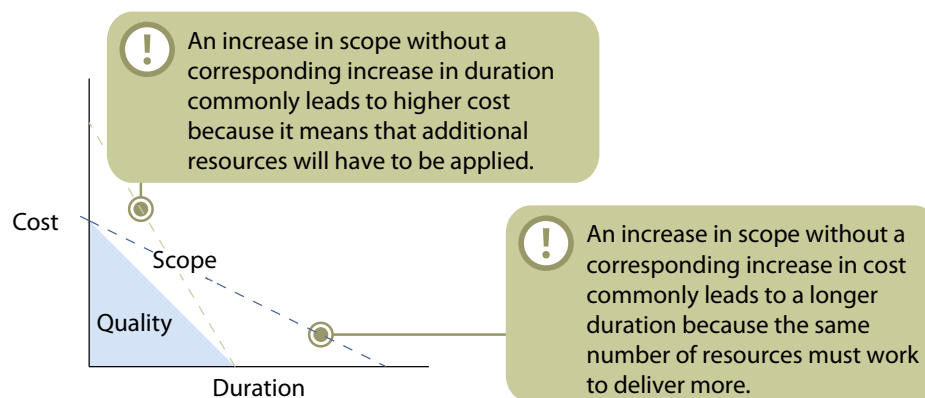 !
An increase in scope without a
corresponding increase in duration
commonly leads to higher cost
because it means that additional
resources will have to be applied.
Cost
Scope
Quality
Duration
!
An increase in scope without a
corresponding increase in cost
commonly leads to a longer
duration because the same
number of resources must work
to deliver more.